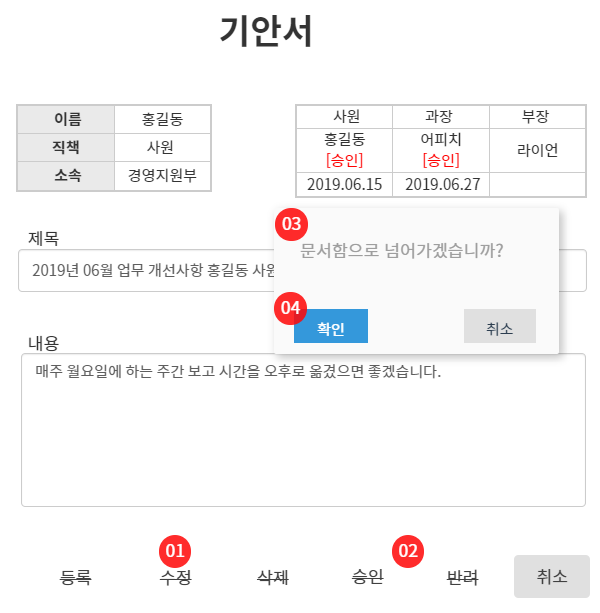 기안서
이름 홍길동
직책 사원
소속 경영지원부
사원 과장 부장
홍길동 어피치 라이언
[승인] [승인]
2019.06.15 2019.06.27
03
제목
문서함으로 넘어가겠습니까?
2019년 06월 업무 개선사항 홍길동 사원
04
확인 취소
내용
매주 월요일에 하는 주간 보고 시간을 오후로 옮겼으면 좋겠습니다.
01 02
등록 수정 삭제 승인 반려 취소